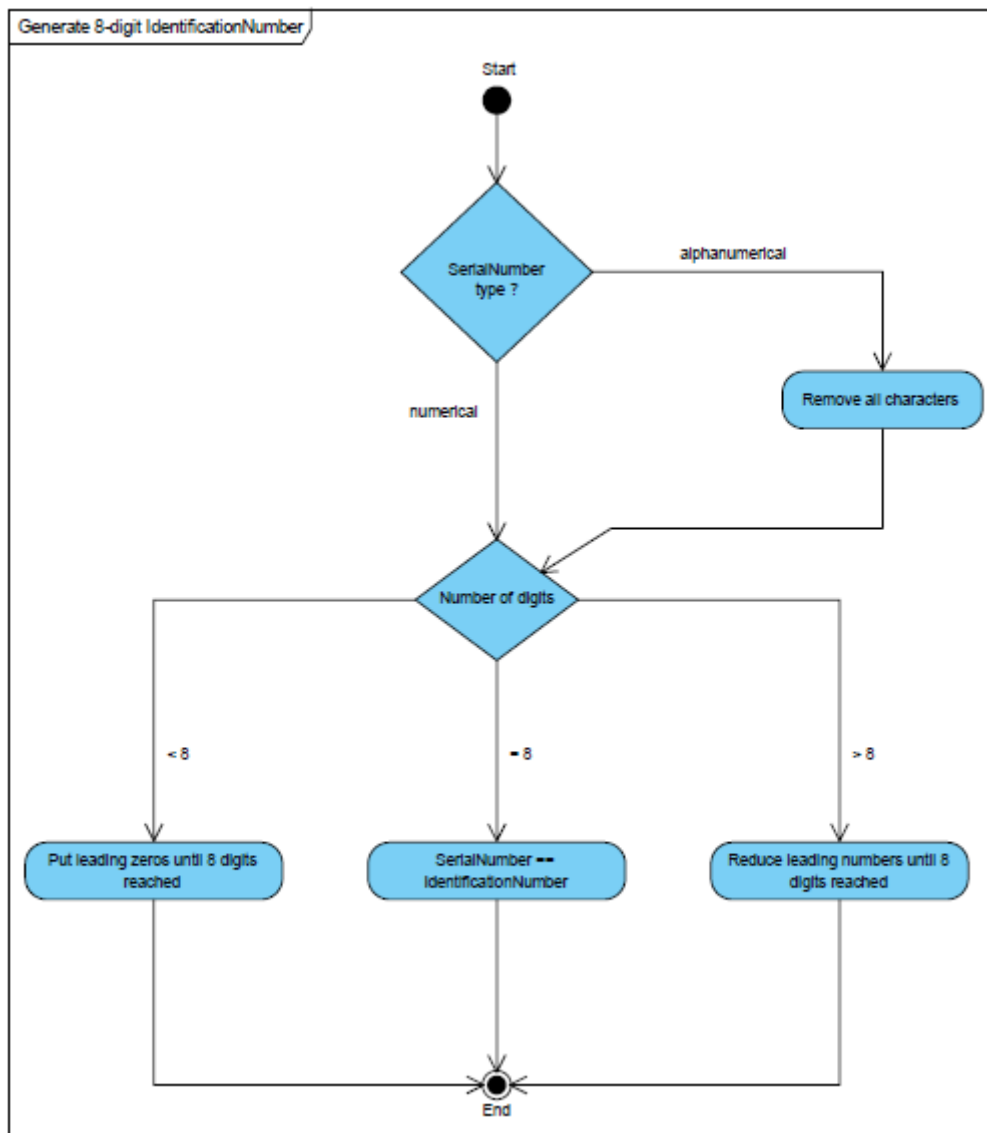 Generate 8-digit IdentificationNumber
Start
SerialNumber
type ?
alphanumerical
Remove all characters
numerical
Number of digits
< 8
= 8
> 8
Put leading zeros until 8 digits
reached
SerialNumber ==
IdentificationNumber
Reduce leading numbers until 8
digits reached
End